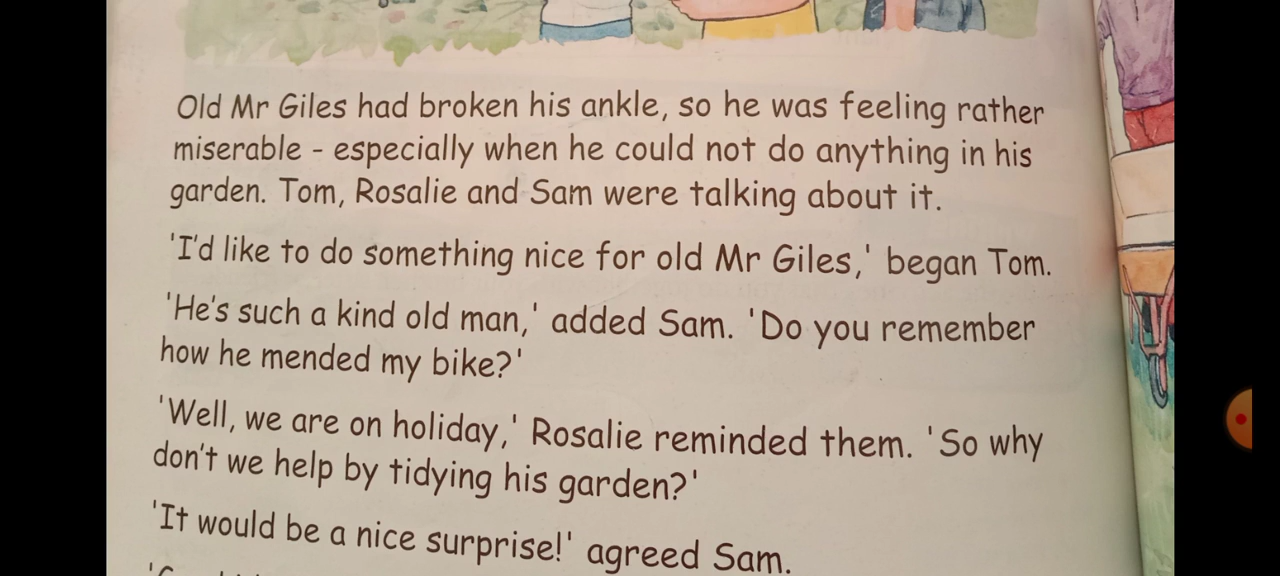 Old Mr Giles had broken his ankle, so he was feeling rather
miserable - especially when he could not do anything in his
garden. Tom, Rosalie and Sam were talking about it.
'I'd like to do something nice for old Mr Giles,' began Tom.
'He's such a kind old man,' added Sam. 'Do you remember
how he mended my bike?'
'Well, we are on holiday,' Rosalie reminded them. 'So why
don't we help by tidying his garden?'
'It would be a nice surprise!' agreed Sam.